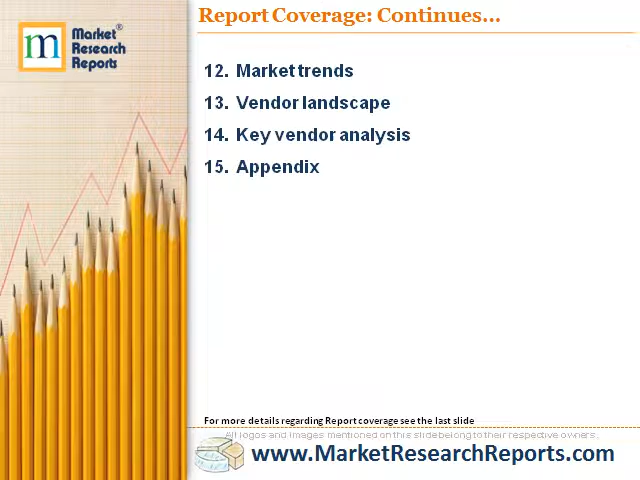 Report Coverage: Continues...
m
Market®
Research
Reports
12. Market trends
13. Vendor landscape
14. Key vendor analysis
15. Appendix
For more details regarding Report coverage see the last slide
All logos and images mentioned on this slide belong to their respective owners.
www.MarketResearchReports.com